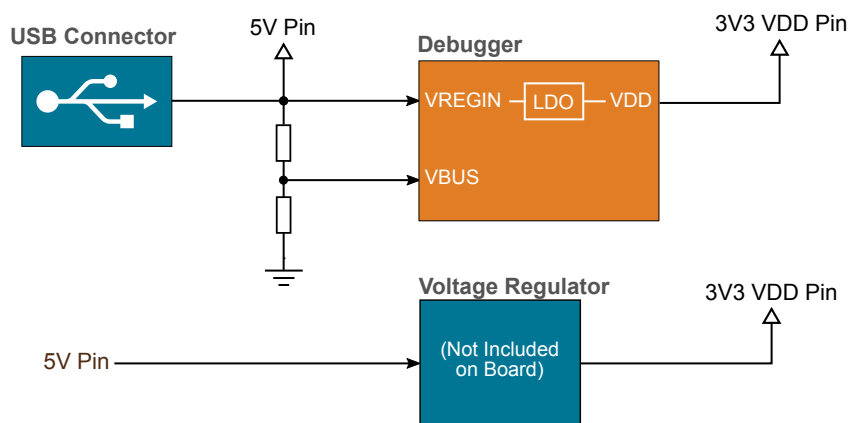 USB Connector
5V Pin
Debugger
3V3 VDD Pin
VREGIN
LDO
VDD
VBUS
Voltage Regulator
3V3 VDD Pin
5V Pin
(Not Included
on Board)